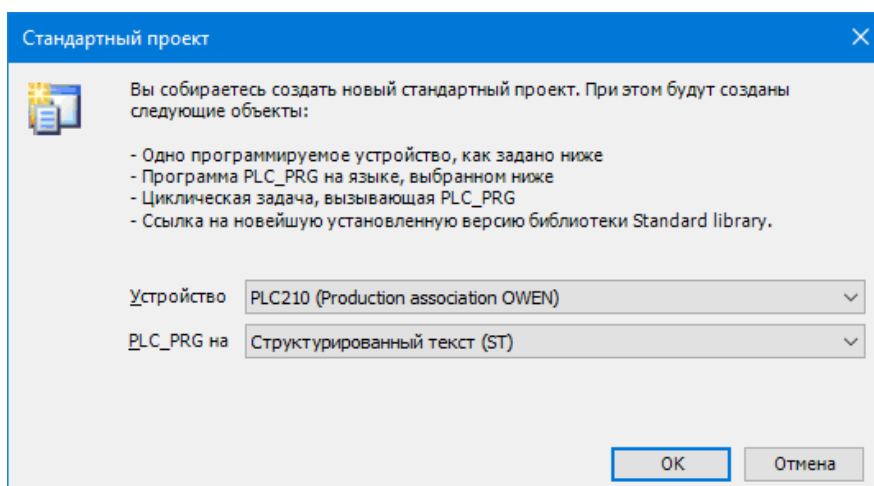 Стандартный проект
Вы собираетесь создать новый стандартный проект. При этом будут созданы
следующие объекты:
- Одно программируемое устройство, как задано ниже
- Программа PLC_PRG на языке, выбранном ниже
- Циклическая задача, вызывающая PLC_PRG
- Ссылка на новейшую установленную версию библиотеки Standard library.
Устройство PLC210 (Production association OWEN)
PLC_PRG на Структурированный текст (ST)
OK Отмена